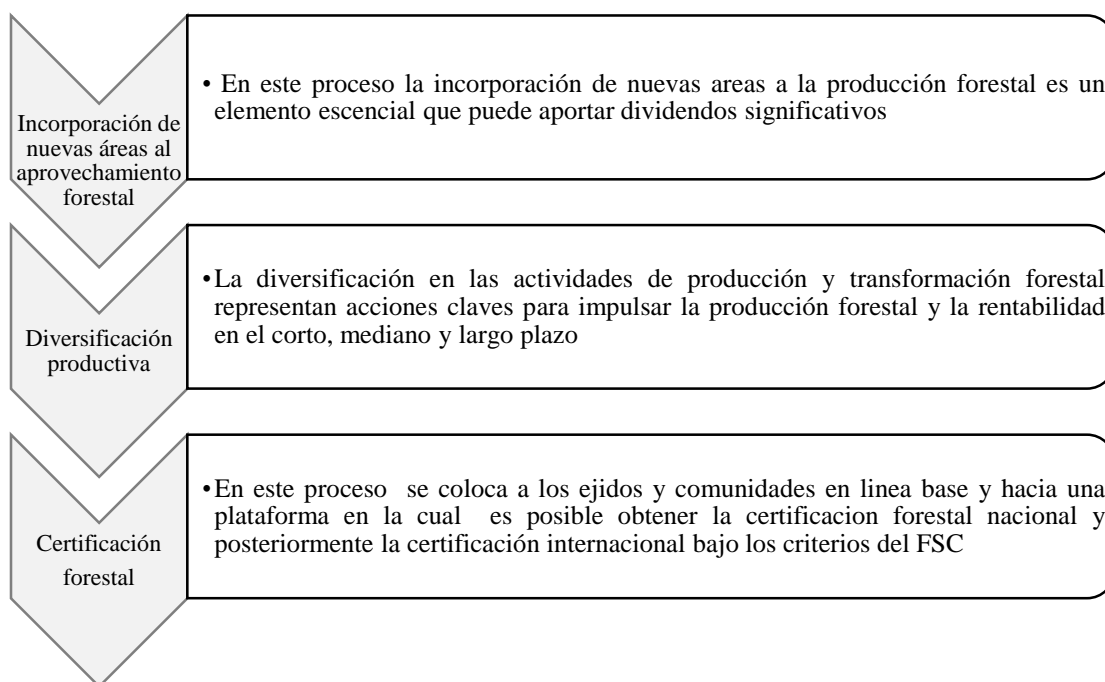 Incorporación de
nuevas áreas al
aprovechamiento
forestal
• En este proceso la incorporación de nuevas areas a la producción forestal es un
elemento escencial que puede aportar dividendos significativos
Diversificación
productiva
•La diversificación en las actividades de producción y transformación forestal
representan acciones claves para impulsar la producción forestal y la rentabilidad
en el corto, mediano y largo plazo
Certificación
forestal
•En este proceso se coloca a los ejidos y comunidades en linea base y hacia una
plataforma en la cual es posible obtener la certificacion forestal nacional y
posteriormente la certificación internacional bajo los criterios del FSC